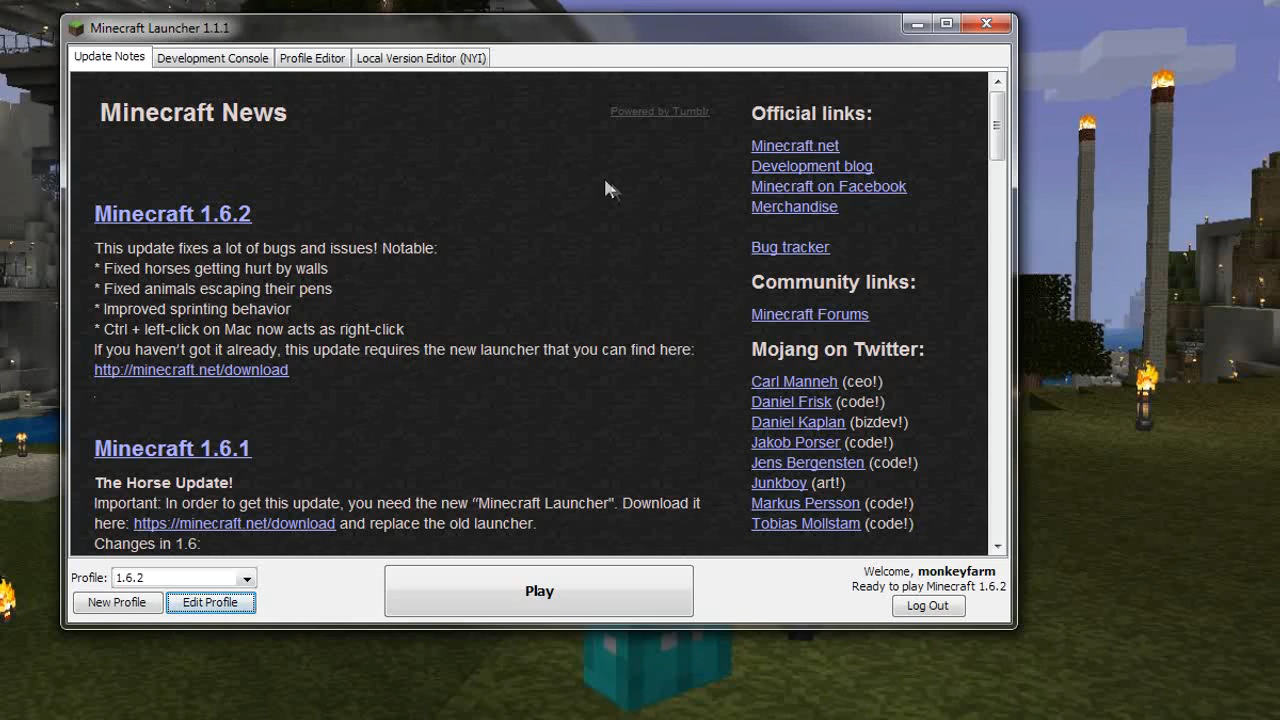 Minecraft Launcher 1.1.1
Update Notes
Development Console
Profile Editor
Local Version Editor (NYI)
Minecraft News
Powered by Tumblr
Minecraft 1.6.2
This update fixes a lot of bugs and issues! Notable:
* Fixed horses getting hurt by walls
* Fixed animals escaping their pens
* Improved sprinting behavior
* Ctrl + left-click on Mac now acts as right-click
If you haven't got it already, this update requires the new launcher that you can find here:
http://minecraft.net/download
Minecraft 1.6.1
The Horse Update!
Important: In order to get this update, you need the new "Minecraft Launcher". Download it
here: https://minecraft.net/download and replace the old launcher.
Changes in 1.6:
Official links:
Minecraft.net
Development blog
Minecraft on Facebook
Merchandise
Bug tracker
Community links:
Minecraft Forums
Mojang on Twitter:
Carl Manneh (ceo!)
Daniel Frisk (code!)
Daniel Kaplan (bizdev!)
Jakob Porser (code!)
Jens Bergensten (code!)
Junkboy (art!)
Markus Persson (code!)
Tobias Mollstam (code!)
Profile: 1.6.2
New Profile
Edit Profile
Play
Welcome, monkeyfarm
Ready to play Minecraft 1.6.2
Log Out